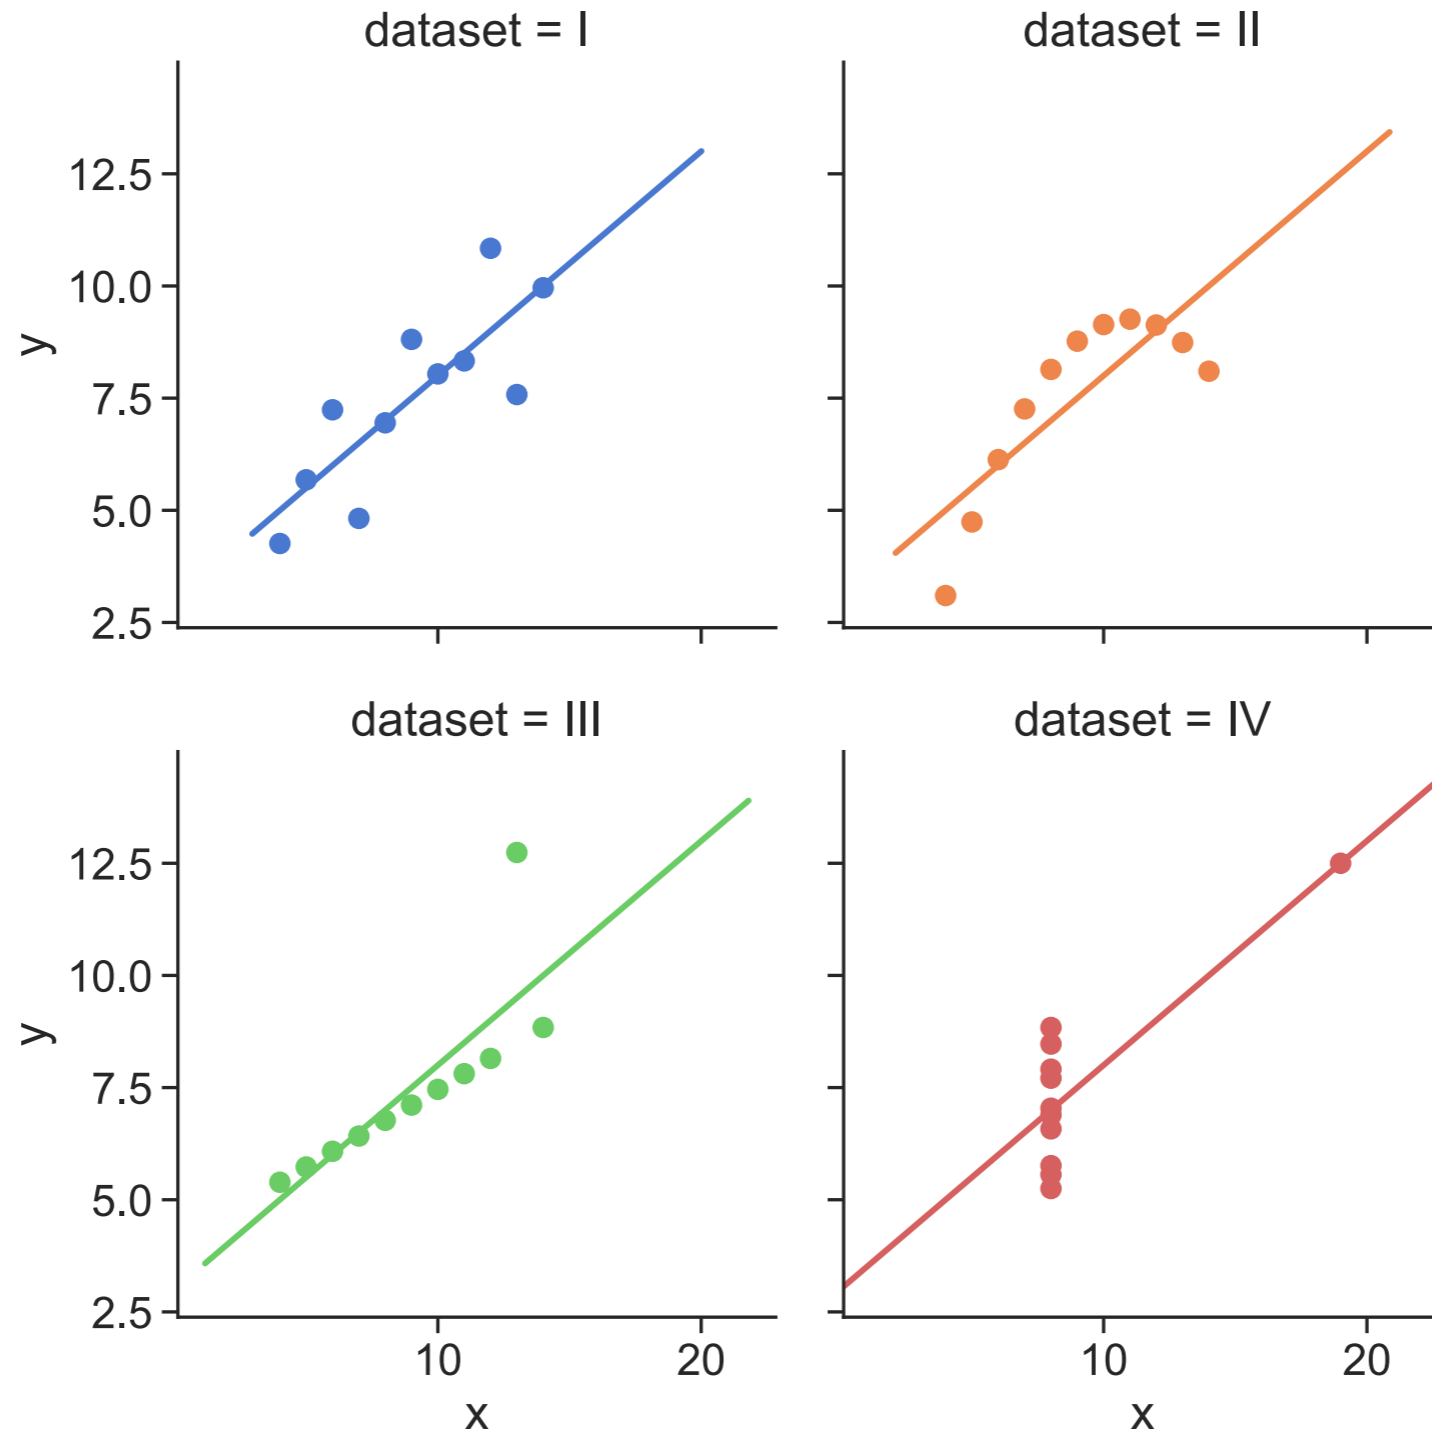 dataset = I
dataset = II
12.5
10.0
7.5
5.0
2.5
y
dataset = III
dataset = IV
12.5
10.0
7.5
5.0
2.5
y
10
20
10
20
x
x